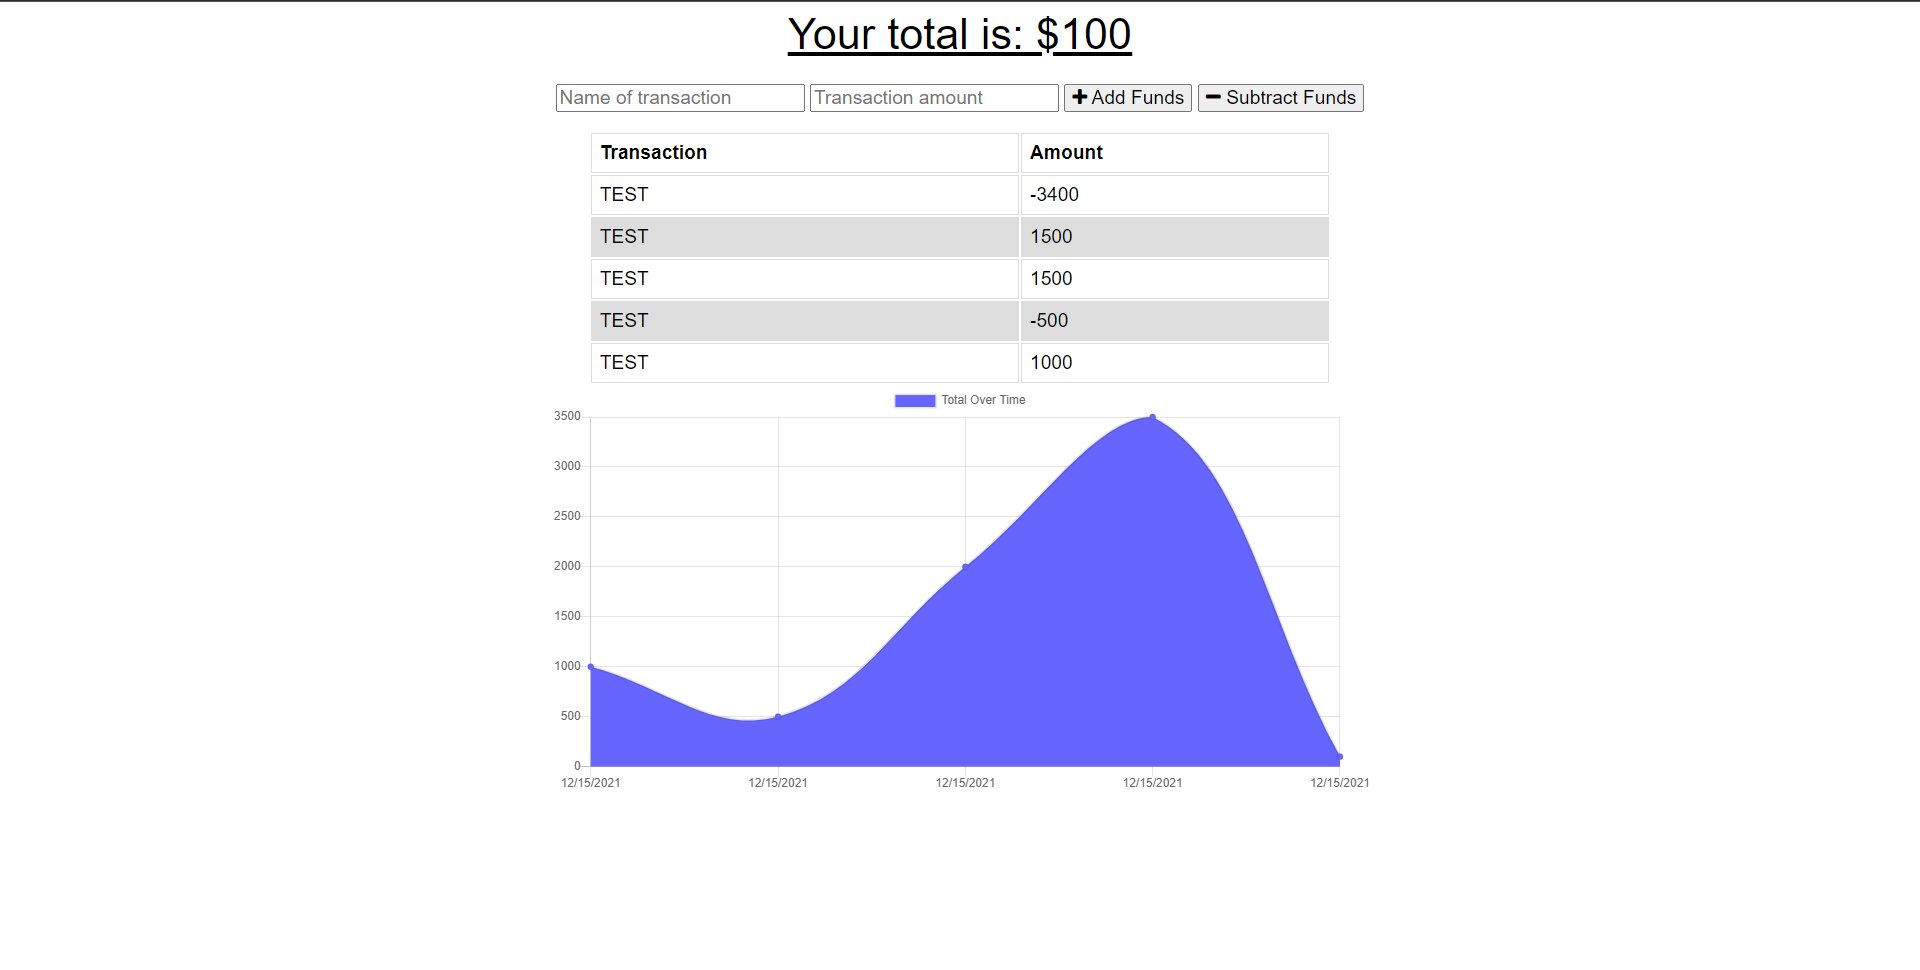 Your total is: $100
Name of transaction Transaction amount Add Funds Subtract Funds
Transaction Amount
TEST -3400
TEST 1500
TEST 1500
TEST -500
TEST 1000
Total Over Time
3500
3000
2500
2000
1500
1000
500
0
12/15/2021 12/15/2021 12/15/2021 12/15/2021 12/15/2021